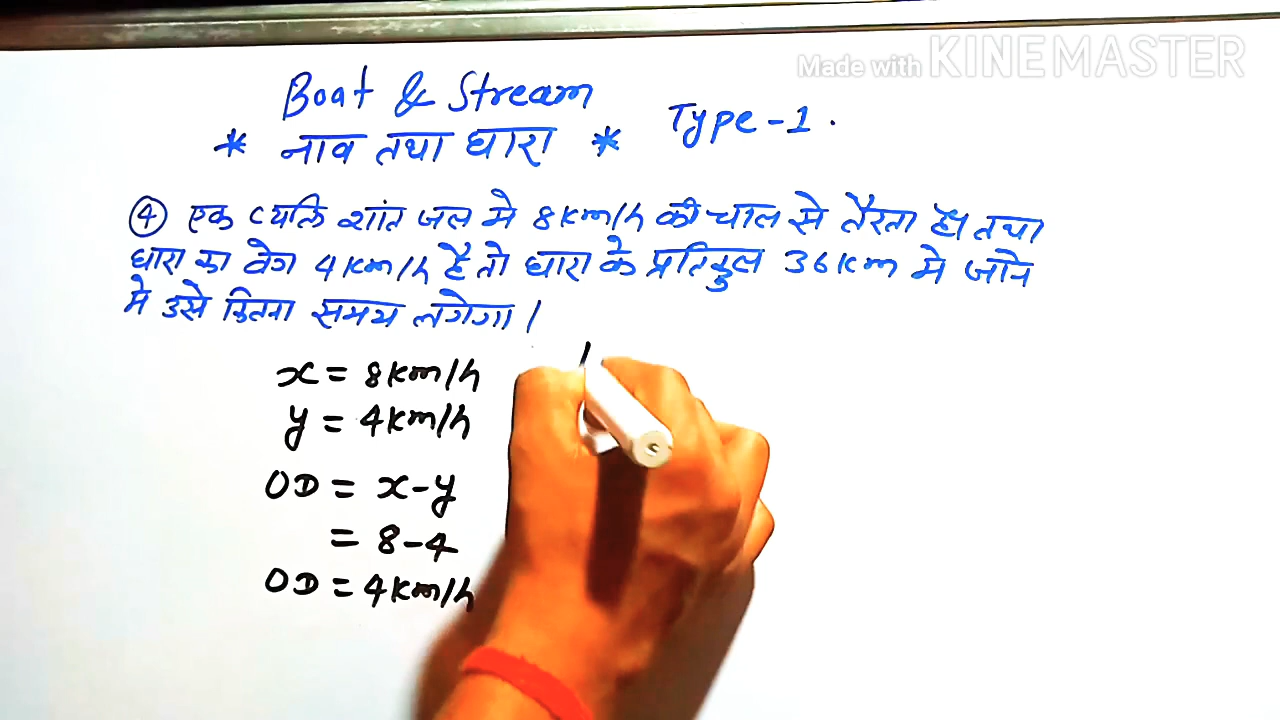 Made with KINEMASTER
Boat & Stream
* नाव तथा धारा * Type-1.
④ एक व्यक्ति शांत जल मे 8km/h की चाल से तैरता है। तथा
धारा का वेग 4km/h है तो धारा के प्रतिकुल 36km मे जाने
मे उसे कितना समय लगेगा।
x = 8km/h
y = 4km/h
OD = x-y
= 8-4
OD = 4km/h